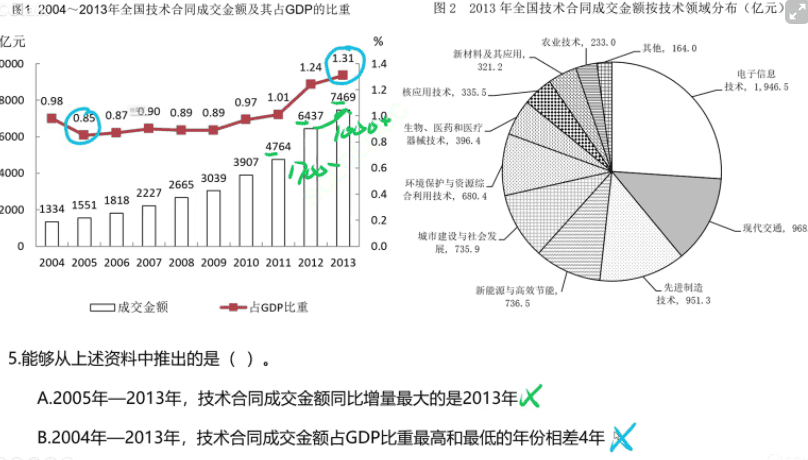 图1 2004～2013年全国技术合同成交金额及其占GDP的比重
亿元
%
0000
8000
6000
4000
2000
0
1.4
1.2
1.0
0.8
0.6
0.4
0.2
0.0
0.98
0.85
0.87
0.90
0.89
0.89
0.97
1.01
1.24
1.31
1334
1551
1818
2227
2665
3039
3907
4764
6437
7469
1700-
1000+
2004 2005 2006 2007 2008 2009 2010 2011 2012 2013
成交金额
占GDP比重
图 2 2013 年全国技术合同成交金额按技术领域分布（亿元）
农业技术，233.0
其他，164.0
新材料及其应用，
321.2
电子信息
技术，1,946.5
核应用技术，335.5
生物、医药和医疗
器械技术，396.4
环境保护与资源综
合利用技术，680.4
城市建设与社会发
展，735.9
现代交通，968
新能源与高效节能，
736.5
先进制造
技术，951.3
5.能够从上述资料中推出的是（ ）。
A.2005年—2013年，技术合同成交金额同比增量最大的是2013年
B.2004年—2013年，技术合同成交金额占GDP比重最高和最低的年份相差4年